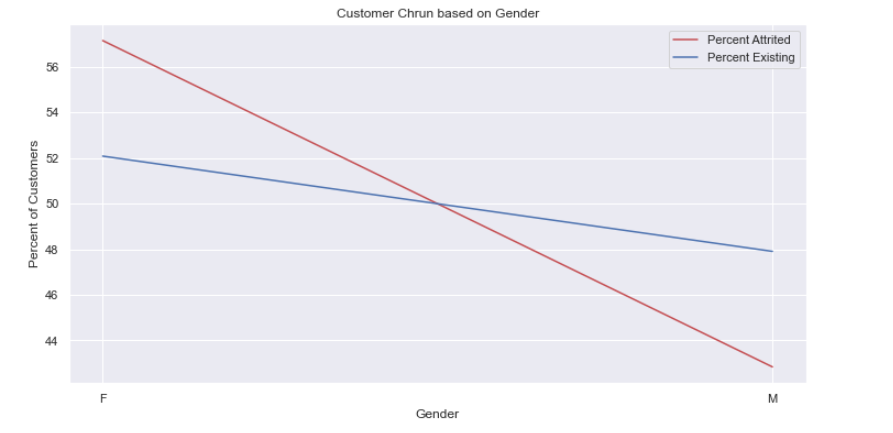 Customer Chrun based on Gender
Percent Attrited
Percent Existing
Percent of Customers
56
54
52
50
48
46
44
F
M
Gender